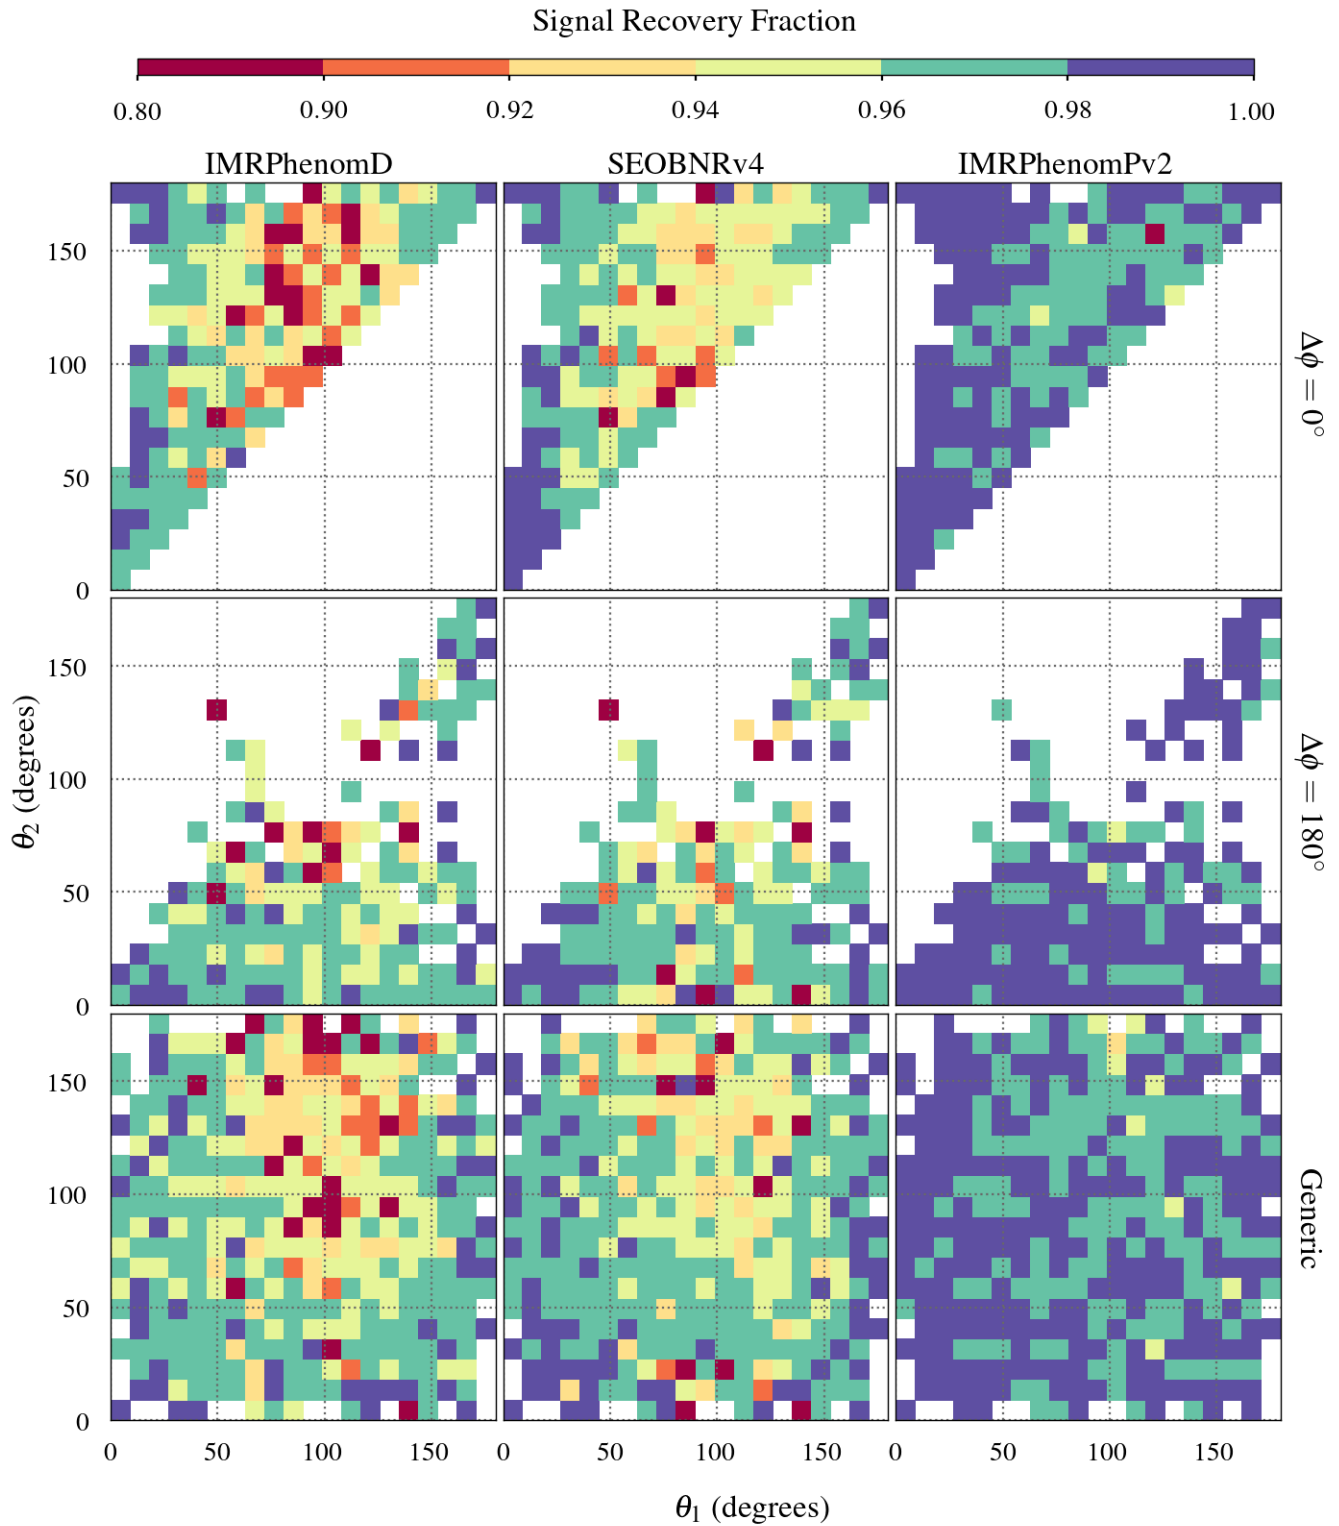 Signal Recovery Fraction
0.80 0.90 0.92 0.94 0.96 0.98 1.00
IMRPhenomD SEOBNRv4 IMRPhenomPv2
150
100
50
0
Δϕ = 0°
150
100
50
0
Δϕ = 180°
θ₂ (degrees)
150
100
50
0
Generic
0 50 100 150 0 50 100 150 0 50 100 150
θ₁ (degrees)